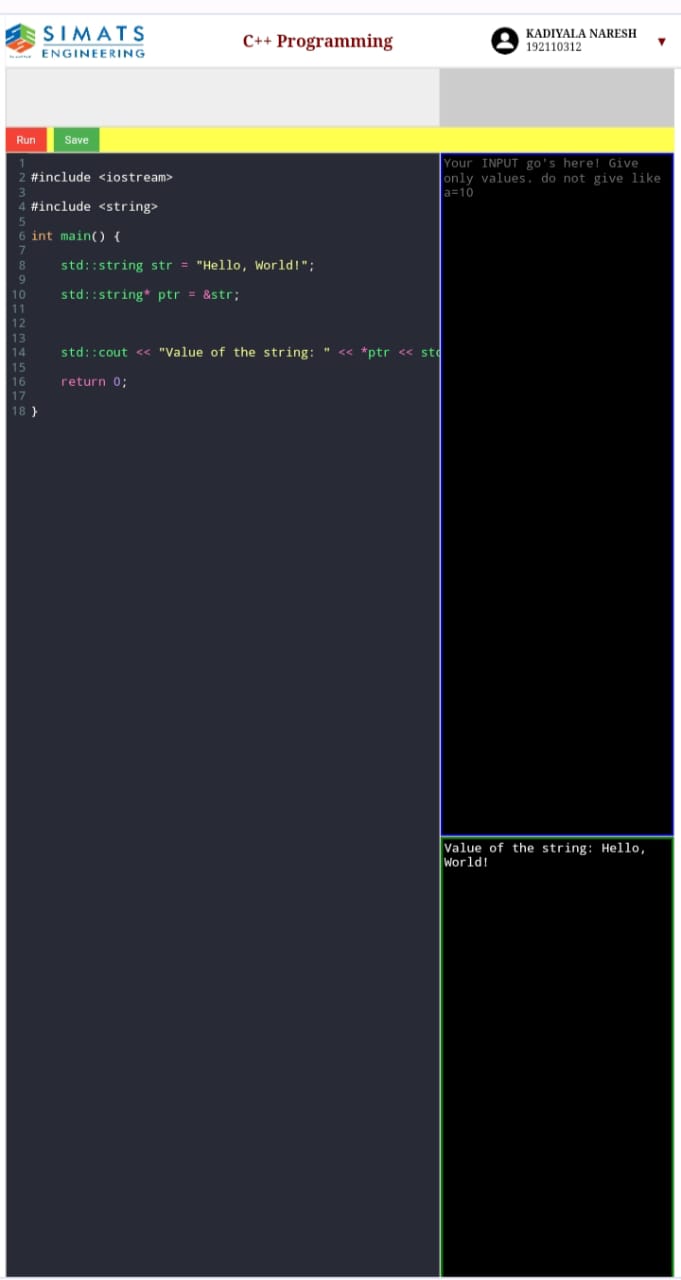 SIMATS
ENGINEERING
C++ Programming
KADIYALA NARESH
192110312
Run
Save
1
2 #include <iostream>
3
4 #include <string>
5
6 int main() {
7
8     std::string str = "Hello, World!";
9
10     std::string* ptr = &str;
11
12
13
14     std::cout << "Value of the string: " << *ptr << std
15
16     return 0;
17
18 }
Your INPUT go's here! Give
only values. do not give like
a=10
Value of the string: Hello,
World!